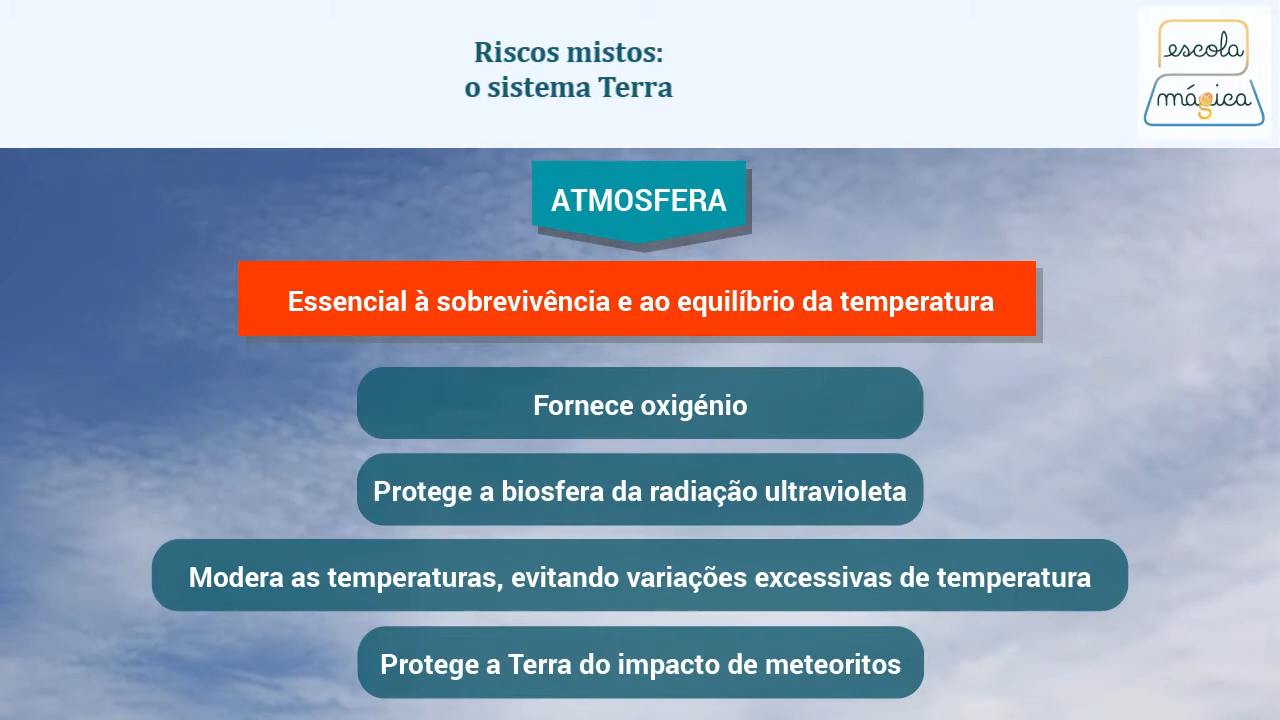 Riscos mistos:
o sistema Terra
escola
mágica
ATMOSFERA
Essencial à sobrevivência e ao equilíbrio da temperatura
Fornece oxigénio
Protege a biosfera da radiação ultravioleta
Modera as temperaturas, evitando variações excessivas de temperatura
Protege a Terra do impacto de meteoritos